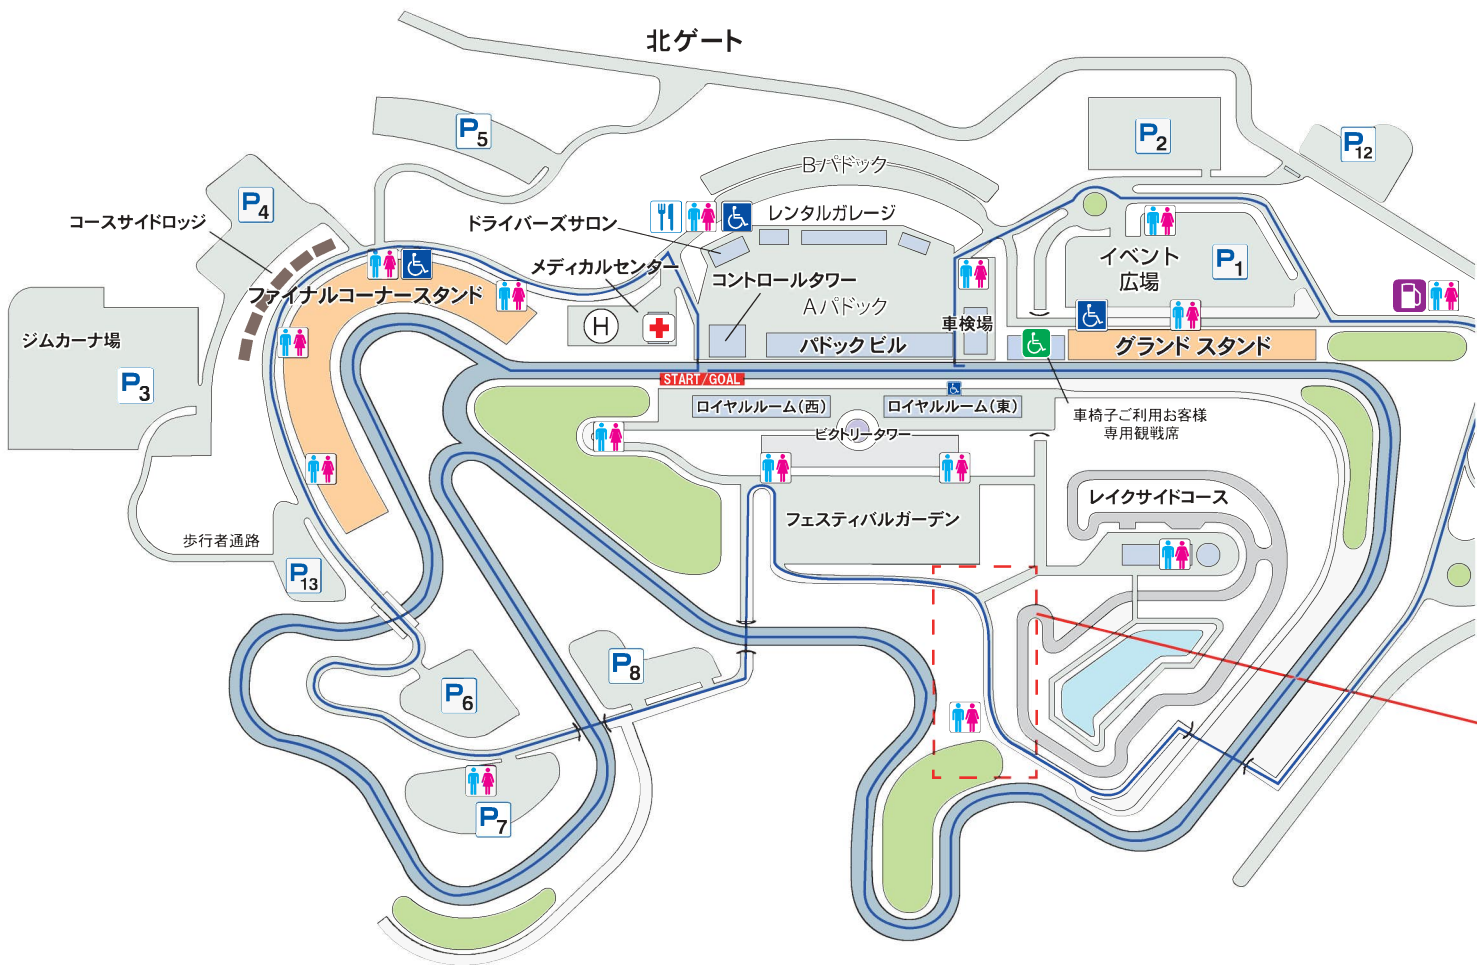 北ゲート
P5
P2
P12
Bパドック
P4
コースサイドロッジ
ドライバーズサロン
レンタルガレージ
メディカルセンター
イベント
広場
P1
コントロールタワー
Aパドック
ファイナルコーナースタンド
H
車検場
ジムカーナ場
パドックビル
グランド スタンド
P3
START/GOAL
ロイヤルルーム(西)
ロイヤルルーム(東)
車椅子ご利用お客様
専用観戦席
ビクトリータワー
レイクサイドコース
フェスティバルガーデン
歩行者通路
P13
P8
P6
P7